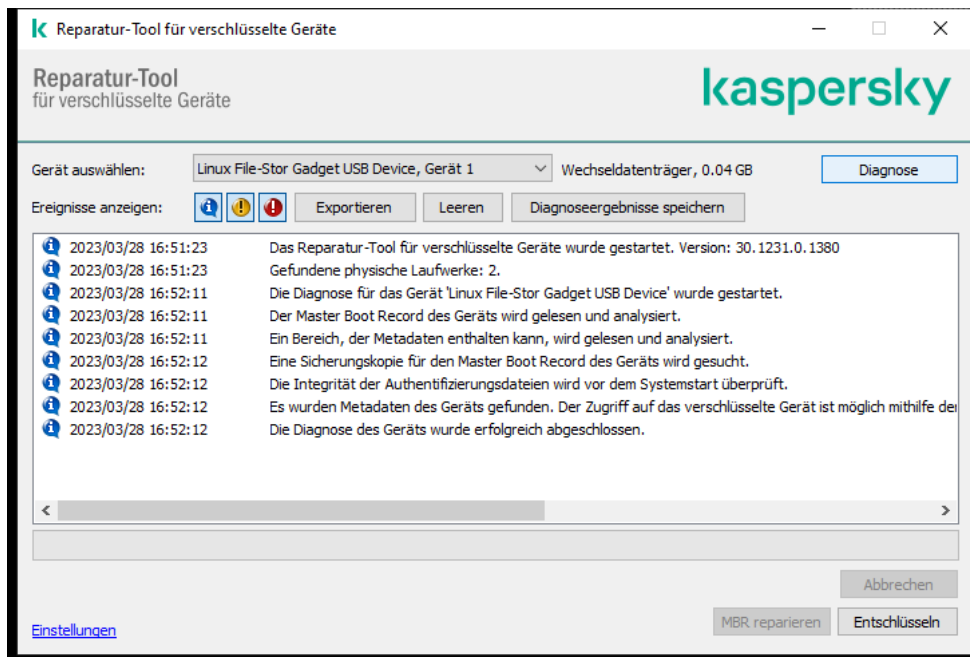 Reparatur-Tool für verschlüsselte Geräte
Reparatur-Tool
für verschlüsselte Geräte
kaspersky
Gerät auswählen: Linux File-Stor Gadget USB Device, Gerät 1 Wechseldatenträger, 0.04 GB Diagnose
Ereignisse anzeigen: Exportieren Leeren Diagnoseergebnisse speichern
2023/03/28 16:51:23 Das Reparatur-Tool für verschlüsselte Geräte wurde gestartet. Version: 30.1231.0.1380
2023/03/28 16:51:23 Gefundene physische Laufwerke: 2.
2023/03/28 16:52:11 Die Diagnose für das Gerät 'Linux File-Stor Gadget USB Device' wurde gestartet.
2023/03/28 16:52:11 Der Master Boot Record des Geräts wird gelesen und analysiert.
2023/03/28 16:52:11 Ein Bereich, der Metadaten enthalten kann, wird gelesen und analysiert.
2023/03/28 16:52:12 Eine Sicherungskopie für den Master Boot Record des Geräts wird gesucht.
2023/03/28 16:52:12 Die Integrität der Authentifizierungsdateien wird vor dem Systemstart überprüft.
2023/03/28 16:52:12 Es wurden Metadaten des Geräts gefunden. Der Zugriff auf das verschlüsselte Gerät ist möglich mithilfe
2023/03/28 16:52:12 Die Diagnose des Geräts wurde erfolgreich abgeschlossen.
Abbrechen
Einstellungen MBR reparieren Entschlüsseln